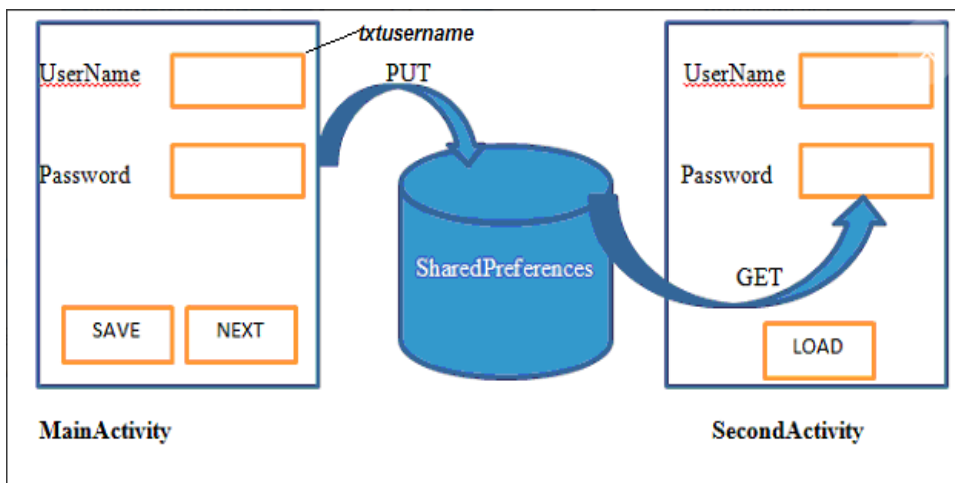 txtusername
UserName
PUT
UserName
Password
Password
SharedPreferences
GET
SAVE
NEXT
LOAD
MainActivity
SecondActivity